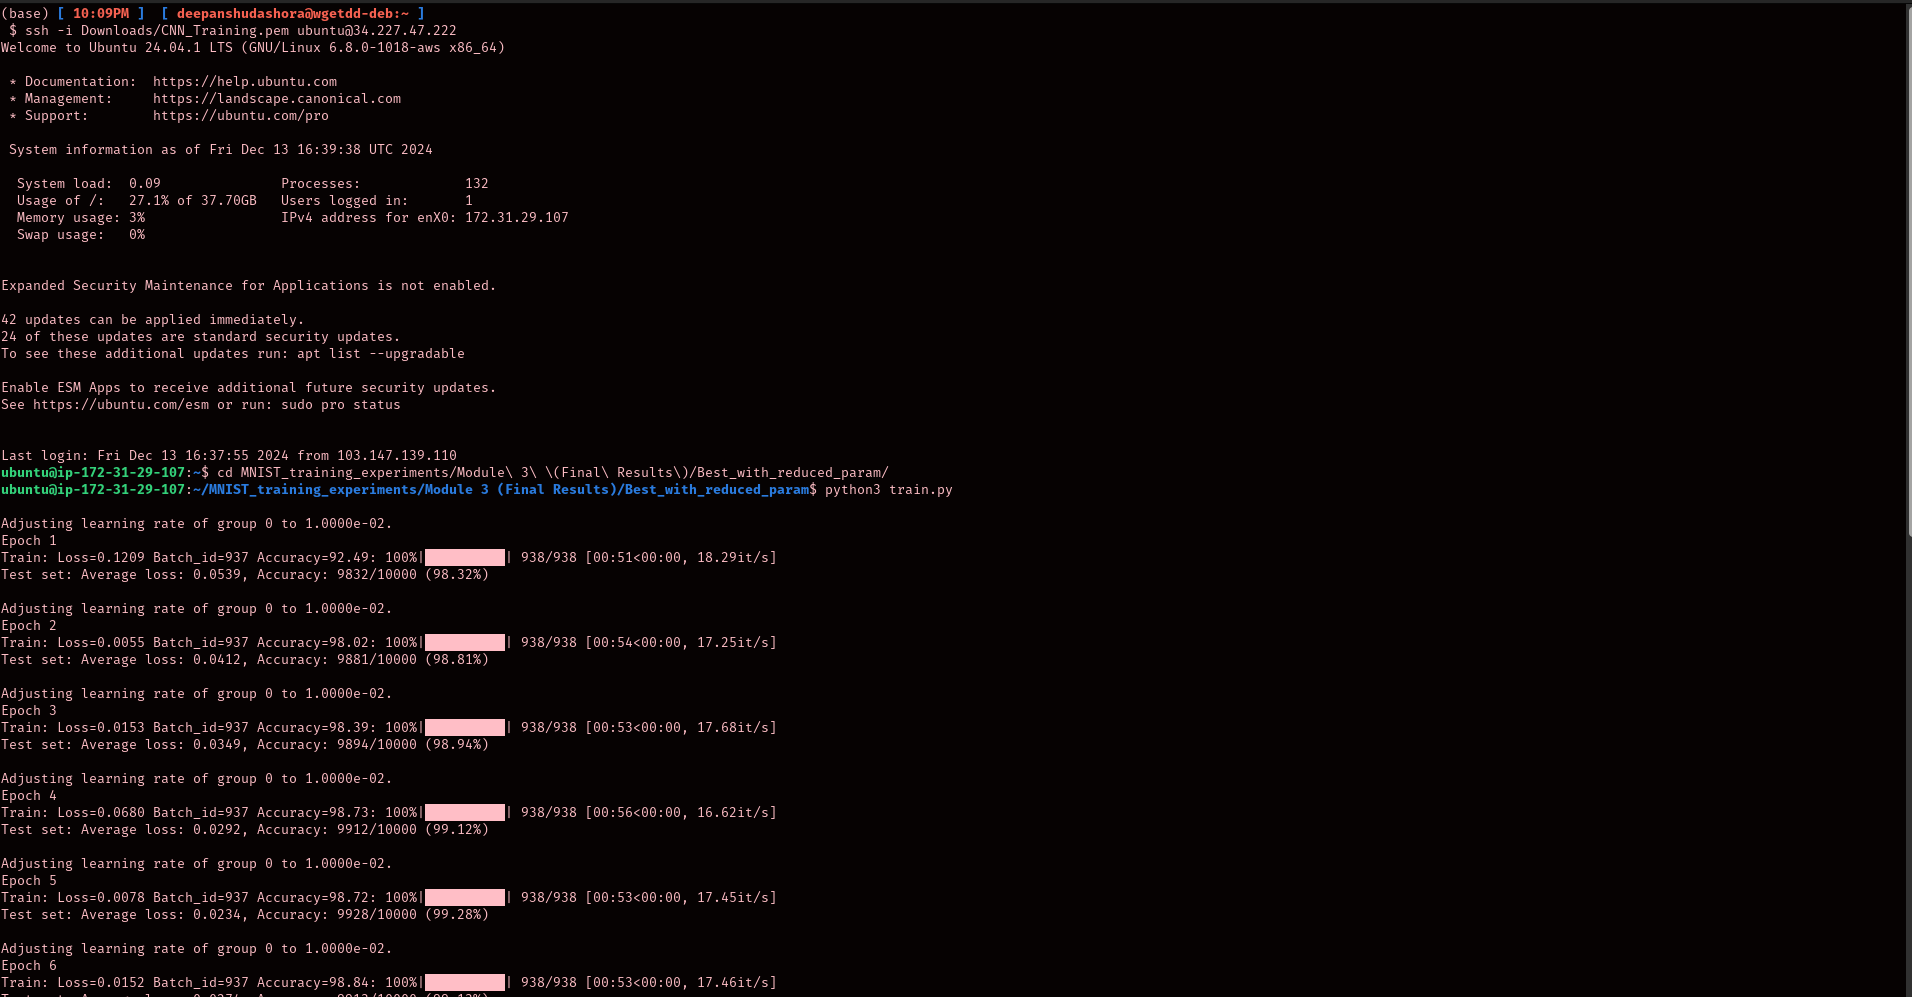 (base) [ 10:09PM ]  [ deepanshudashora@wgetdd-deb:~ ]
 $ ssh -i Downloads/CNN_Training.pem ubuntu@34.227.47.222
Welcome to Ubuntu 24.04.1 LTS (GNU/Linux 6.8.0-1018-aws x86_64)

 * Documentation:  https://help.ubuntu.com
 * Management:     https://landscape.canonical.com
 * Support:        https://ubuntu.com/pro

 System information as of Fri Dec 13 16:39:38 UTC 2024

  System load:  0.09               Processes:             132
  Usage of /:   27.1% of 37.70GB   Users logged in:       1
  Memory usage: 3%                 IPv4 address for enX0: 172.31.29.107
  Swap usage:   0%

Expanded Security Maintenance for Applications is not enabled.

42 updates can be applied immediately.
24 of these updates are standard security updates.
To see these additional updates run: apt list --upgradable

Enable ESM Apps to receive additional future security updates.
See https://ubuntu.com/esm or run: sudo pro status

Last login: Fri Dec 13 16:37:55 2024 from 103.147.139.110
ubuntu@ip-172-31-29-107:~$ cd MNIST_training_experiments/Module\ 3\ \(Final\ Results\)/Best_with_reduced_param/
ubuntu@ip-172-31-29-107:~/MNIST_training_experiments/Module 3 (Final Results)/Best_with_reduced_param$ python3 train.py

Adjusting learning rate of group 0 to 1.0000e-02.
Epoch 1
Train: Loss=0.1209 Batch_id=937 Accuracy=92.49: 100%|██████████| 938/938 [00:51<00:00, 18.29it/s]
Test set: Average loss: 0.0539, Accuracy: 9832/10000 (98.32%)

Adjusting learning rate of group 0 to 1.0000e-02.
Epoch 2
Train: Loss=0.0055 Batch_id=937 Accuracy=98.02: 100%|██████████| 938/938 [00:54<00:00, 17.25it/s]
Test set: Average loss: 0.0412, Accuracy: 9881/10000 (98.81%)

Adjusting learning rate of group 0 to 1.0000e-02.
Epoch 3
Train: Loss=0.0153 Batch_id=937 Accuracy=98.39: 100%|██████████| 938/938 [00:53<00:00, 17.68it/s]
Test set: Average loss: 0.0349, Accuracy: 9894/10000 (98.94%)

Adjusting learning rate of group 0 to 1.0000e-02.
Epoch 4
Train: Loss=0.0680 Batch_id=937 Accuracy=98.73: 100%|██████████| 938/938 [00:56<00:00, 16.62it/s]
Test set: Average loss: 0.0292, Accuracy: 9912/10000 (99.12%)

Adjusting learning rate of group 0 to 1.0000e-02.
Epoch 5
Train: Loss=0.0078 Batch_id=937 Accuracy=98.72: 100%|██████████| 938/938 [00:53<00:00, 17.45it/s]
Test set: Average loss: 0.0234, Accuracy: 9928/10000 (99.28%)

Adjusting learning rate of group 0 to 1.0000e-02.
Epoch 6
Train: Loss=0.0152 Batch_id=937 Accuracy=98.84: 100%|██████████| 938/938 [00:53<00:00, 17.46it/s]